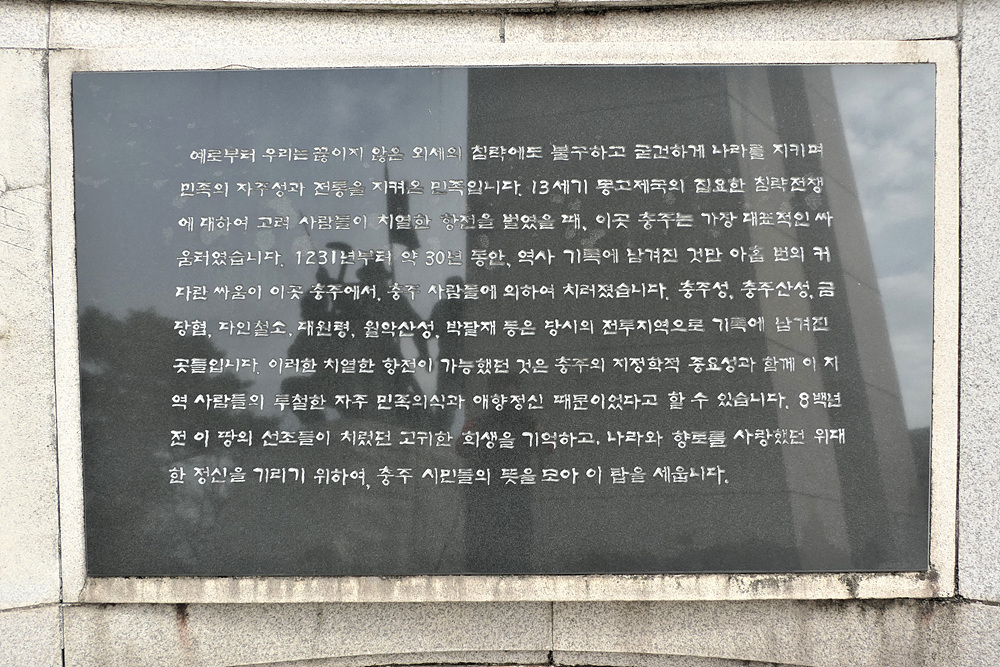 예로부터 우리는 끊이지 않은 외세의 침략에도 불구하고 굳건하게 나라를 지키며
민족의 자주성과 전통을 지켜온 민족입니다. 13세기 몽고제국의 집요한 침략전쟁
에 대하여 고려 사람들이 치열한 항전을 벌였을 때, 이곳 충주는 가장 대표적인 싸
움터였습니다. 1231년부터 약 30년 동안, 역사 기록에 남겨진 것만 아홉 번의 커
다란 싸움이 이곳 충주에서, 충주 사람들에 의하여 치러졌습니다. 충주성, 충주산성, 금
당협, 다인철소, 대원령, 월악산성, 박달재 등은 당시의 전투지역으로 기록에 남겨진
곳들입니다. 이러한 치열한 항전이 가능했던 것은 충주의 지정학적 중요성과 함께 이 지
역 사람들의 투철한 자주 민족의식과 애향정신 때문이었다고 할 수 있습니다. 8백년
전 이 땅의 선조들이 치렀던 고귀한 희생을 기억하고, 나라와 향토를 사랑했던 위대
한 정신을 기리기 위하여, 충주 시민들의 뜻을 모아 이 탑을 세웁니다.